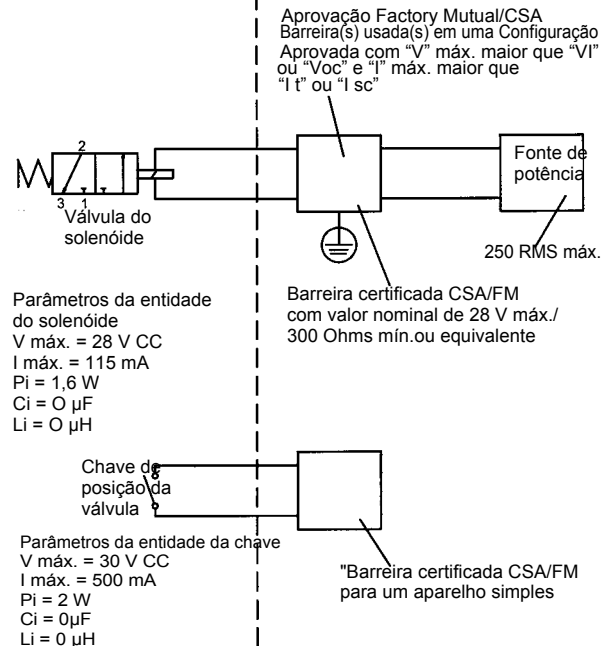 Aprovação Factory Mutual/CSA
Barreira(s) usada(s) em uma Configuração
Aprovada com “V” máx. maior que “VI”
ou “Voc” e “I” máx. maior que
“I t” ou “I sc”
2
3 1
Válvula do
solenóide
Fonte de
potência
250 RMS máx.
Barreira certificada CSA/FM
com valor nominal de 28 V máx./
300 Ohms mín.ou equivalente
Parâmetros da entidade
do solenóide
V máx. = 28 V CC
I máx. = 115 mA
Pi = 1,6 W
Ci = O µF
Li = O µH
Chave de
posição da
válvula
Parâmetros da entidade da chave
V máx. = 30 V CC
I máx. = 500 mA
Pi = 2 W
Ci = 0µF
Li = 0 µH
"Barreira certificada CSA/FM
para um aparelho simples